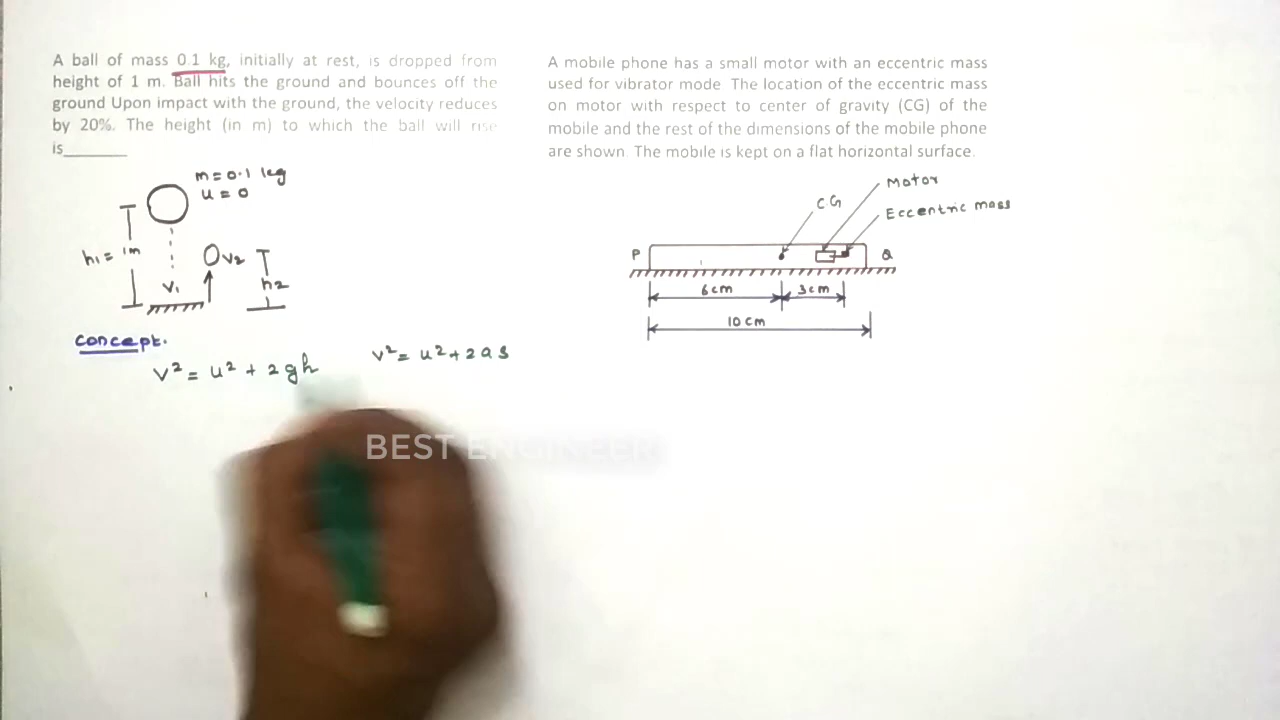 A ball of mass 0.1 kg, initially at rest, is dropped from
height of 1 m. Ball hits the ground and bounces off the
ground Upon impact with the ground, the velocity reduces
by 20%. The height (in m) to which the ball will rise
is_______
m = 0.1 kg
u = 0
h1 = 1m
V2
V1
h2
concept.
V² = u² + 2gh
V² = u² + 2as
A mobile phone has a small motor with an eccentric mass
used for vibrator mode The location of the eccentric mass
on motor with respect to center of gravity (CG) of the
mobile and the rest of the dimensions of the mobile phone
are shown The mobile is kept on a flat horizontal surface.
Motor
C.G
Eccentric mass
P
Q
6cm
3cm
10cm
BEST ENGINEER